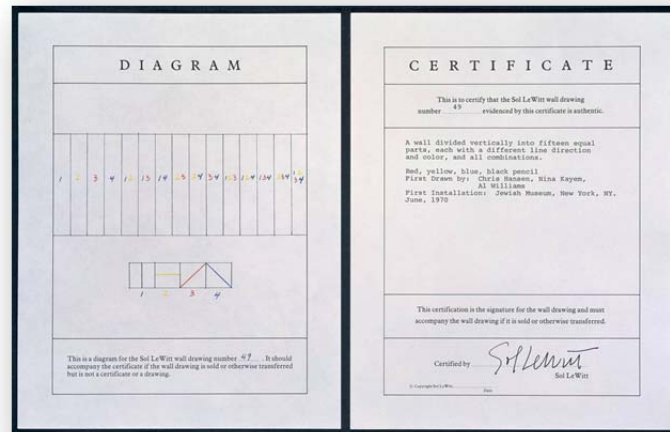 DIAGRAM
1 2 3 4 12 13 14 23 24 34 123 124 134 234 1234
1 2 3 4
This is a diagram for the Sol LeWitt wall drawing number 49. It should
accompany the certificate if the wall drawing is sold or otherwise transferred
but is not a certificate or a drawing.
CERTIFICATE
This is to certify that the Sol LeWitt wall drawing
number 49 evidenced by this certificate is authentic.
A wall divided vertically into fifteen equal
parts, each with a different line direction
and color, and all combinations.
Red, yellow, blue, black pencil
First Drawn by: Chris Hansen, Nina Kayem,
Al Williams
First Installation: Jewish Museum, New York, NY.
June, 1970
This certification is the signature for the wall drawing and must
accompany the wall drawing if it is sold or otherwise transferred.
Certified by Sol LeWitt
Sol LeWitt
© Copyright Sol LeWitt
Date